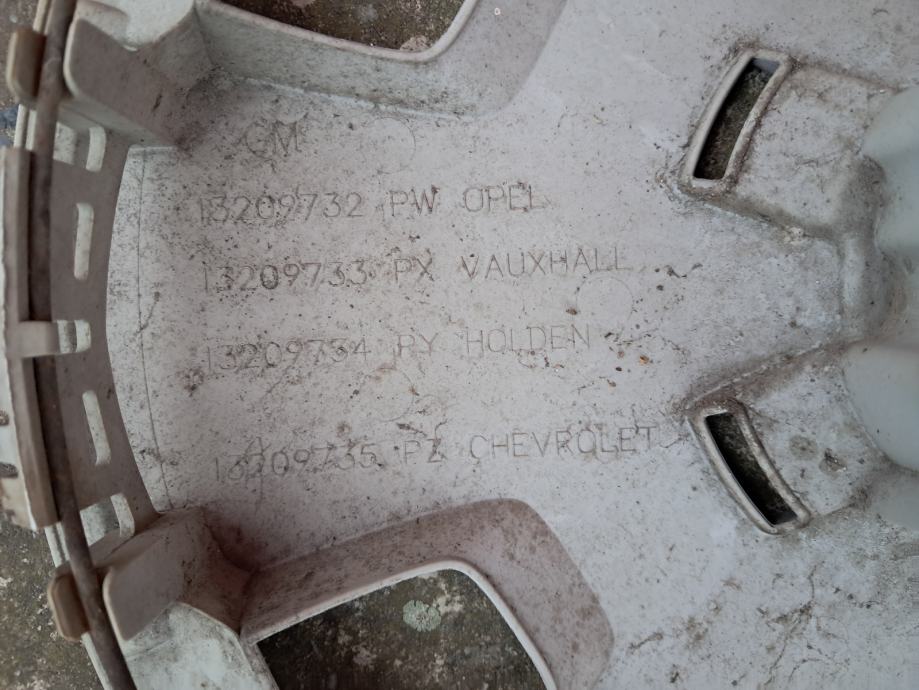 GM
13209732 PW OPEL
13209733 PX VAUXHALL
13209734 PY HOLDEN
13209735 PZ CHEVROLET